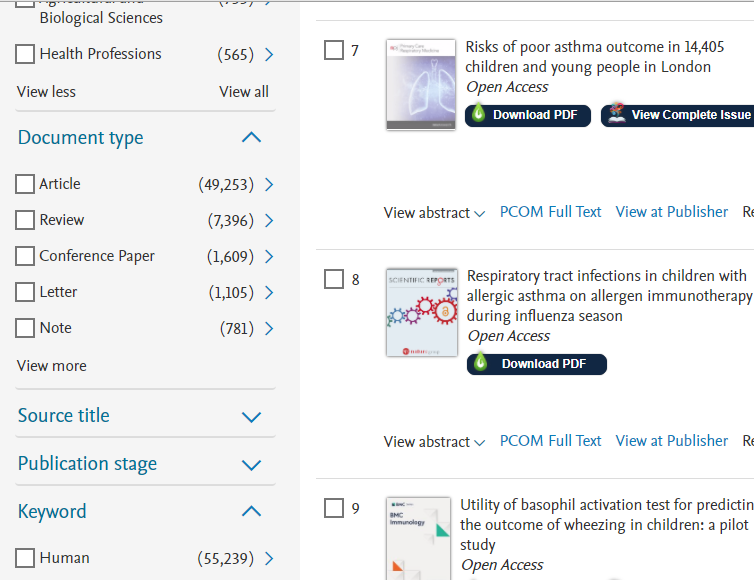 Agricultural and
Biological Sciences
Health Professions (565)
View less View all
Document type
Article (49,253)
Review (7,396)
Conference Paper (1,609)
Letter (1,105)
Note (781)
View more
Source title
Publication stage
Keyword
Human (55,239)
7 Risks of poor asthma outcome in 14,405
children and young people in London
Open Access
Download PDF View Complete Issue
View abstract PCOM Full Text View at Publisher Re
8 Respiratory tract infections in children with
allergic asthma on allergen immunotherapy
during influenza season
Open Access
Download PDF
SCIENTIFIC REPORTS
View abstract PCOM Full Text View at Publisher Re
9 Utility of basophil activation test for predictin
the outcome of wheezing in children: a pilot
study
Open Access
BMC
BMC
Immunology